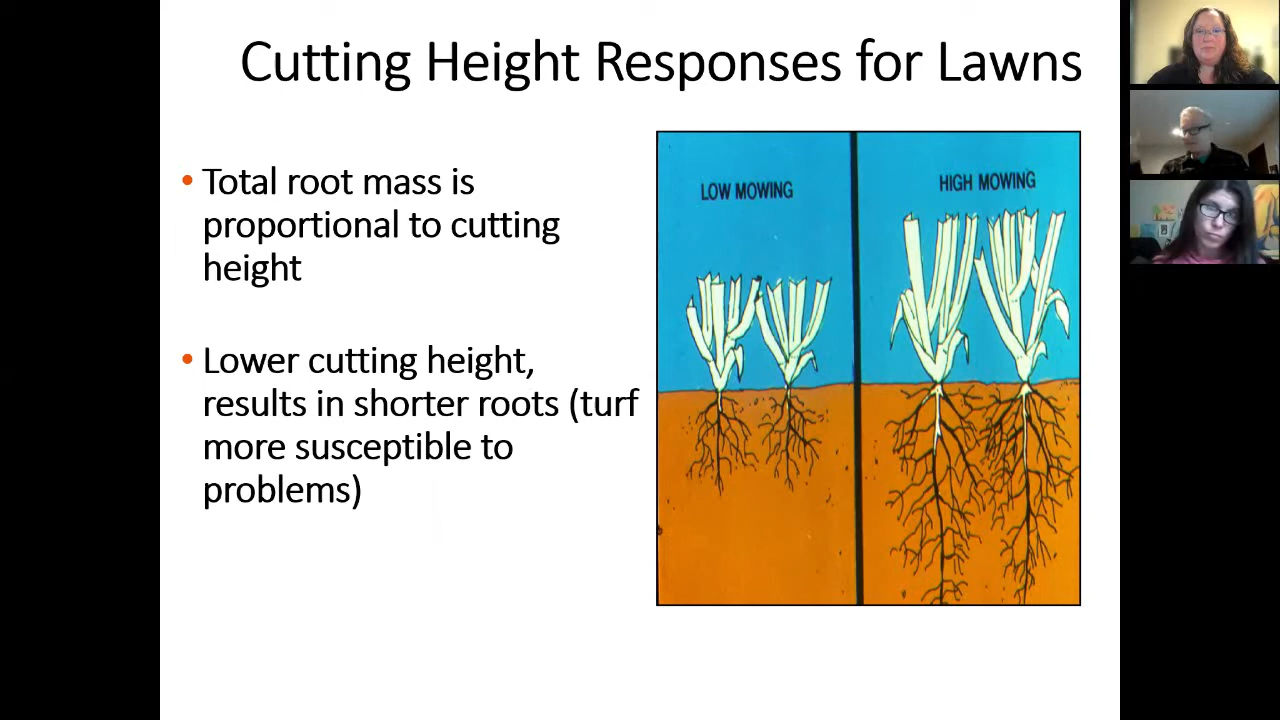 Cutting Height Responses for Lawns
• Total root mass is
proportional to cutting
height
• Lower cutting height,
results in shorter roots (turf
more susceptible to
problems)
LOW MOWING
HIGH MOWING